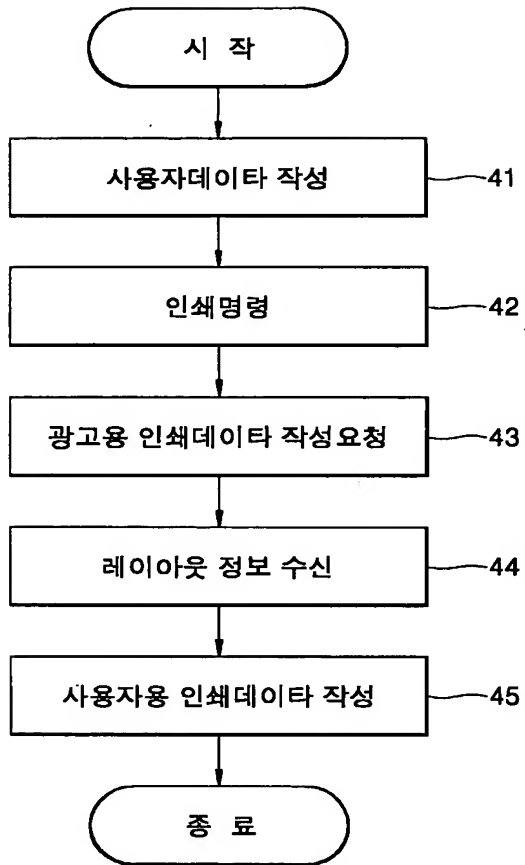 시 작
사용자데이타 작성 41
인쇄명령 42
광고용 인쇄데이타 작성요청 43
레이아웃 정보 수신 44
사용자용 인쇄데이타 작성 45
종 료